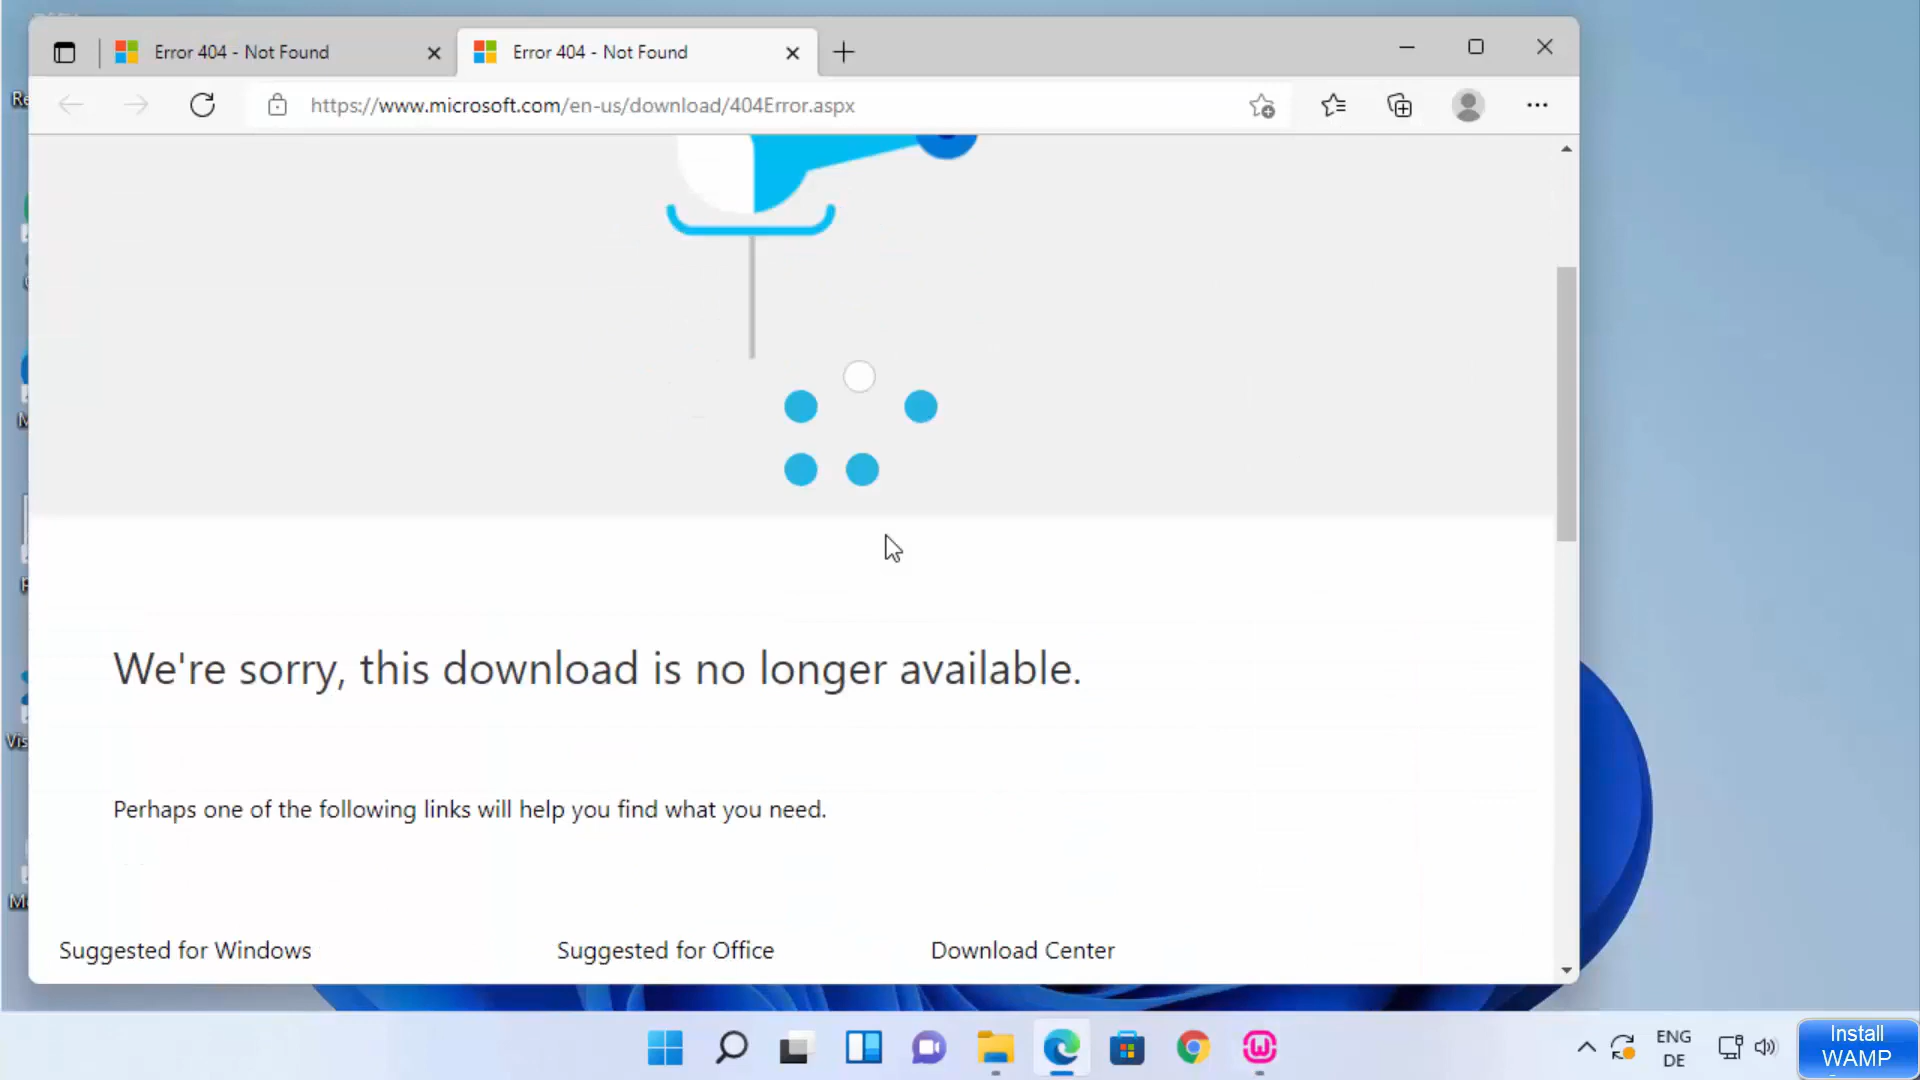 Error 404 - Not Found
Error 404 - Not Found
https://www.microsoft.com/en-us/download/404Error.aspx
Re
We're sorry, this download is no longer available.
Vis
Perhaps one of the following links will help you find what you need.
Suggested for Windows
Suggested for Office
Download Center
ENG
DE
Install
WAMP